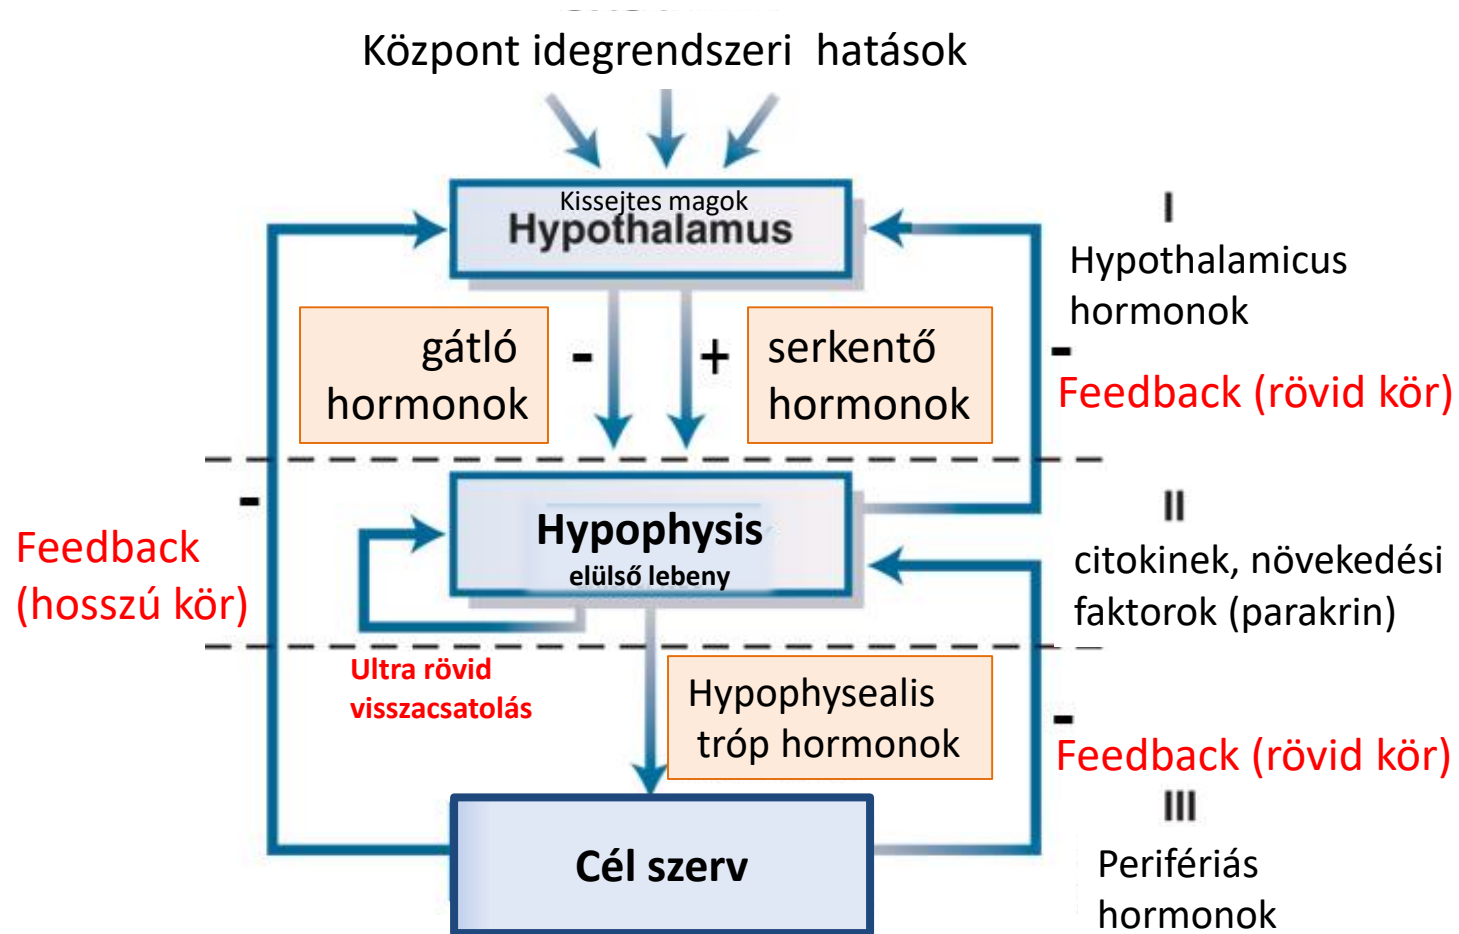 Központ idegrendszeri hatások
Kissejtes magok
Hypothalamus
I
Hypothalamicus
hormonok
gátló
hormonok
-
+
serkentő
hormonok
-
Feedback (rövid kör)
-
Feedback
(hosszú kör)
Hypophysis
elülső lebeny
II
citokinek, növekedési
faktorok (parakrin)
Ultra rövid
visszacsatolás
Hypophysealis
tróp hormonok
-
Feedback (rövid kör)
III
Cél szerv
Perifériás
hormonok